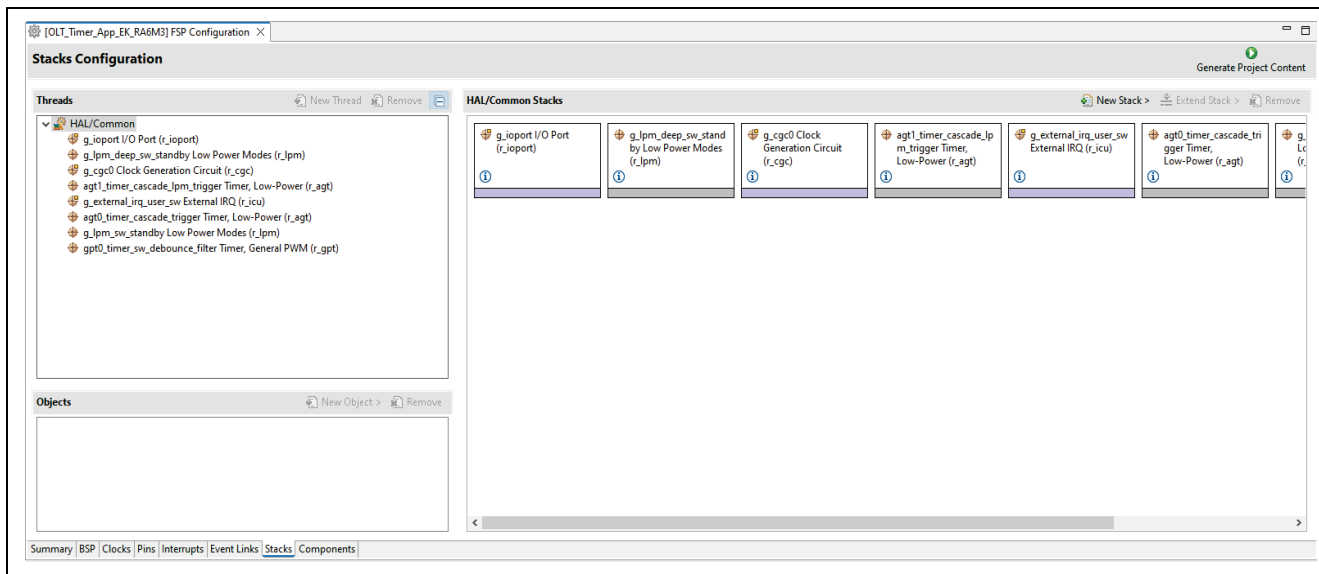 [OLT_Timer_App_EK_RA6M3] FSP Configuration
Stacks Configuration
Generate Project Content
Threads
New Thread
Remove
HAL/Common
g_ioport I/O Port (r_ioport)
g_lpm_deep_sw_standby Low Power Modes (r_lpm)
g_cgc0 Clock Generation Circuit (r_cgc)
agt1_timer_cascade_lpm_trigger Timer, Low-Power (r_agt)
g_external_irq_user_sw External IRQ (r_icu)
agt0_timer_cascade_trigger Timer, Low-Power (r_agt)
g_lpm_sw_standby Low Power Modes (r_lpm)
gpt0_timer_sw_debounce_filter Timer, General PWM (r_gpt)
Objects
New Object >
Remove
HAL/Common Stacks
New Stack >
Extend Stack >
Remove
g_ioport I/O Port
(r_ioport)
g_lpm_deep_sw_stand
by Low Power Modes
(r_lpm)
g_cgc0 Clock
Generation Circuit
(r_cgc)
agt1_timer_cascade_lp
m_trigger Timer,
Low-Power (r_agt)
g_external_irq_user_sw
External IRQ (r_icu)
agt0_timer_cascade_tri
gger Timer,
Low-Power (r_agt)
Summary BSP Clocks Pins Interrupts Event Links Stacks Components